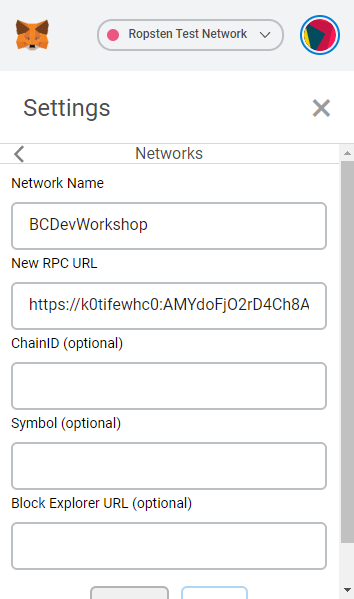 Ropsten Test Network
Settings
Networks
Network Name
BCDevWorkshop
New RPC URL
https://k0tifewhc0:AMYdoFjO2rD4Ch8A
ChainID (optional)
Symbol (optional)
Block Explorer URL (optional)